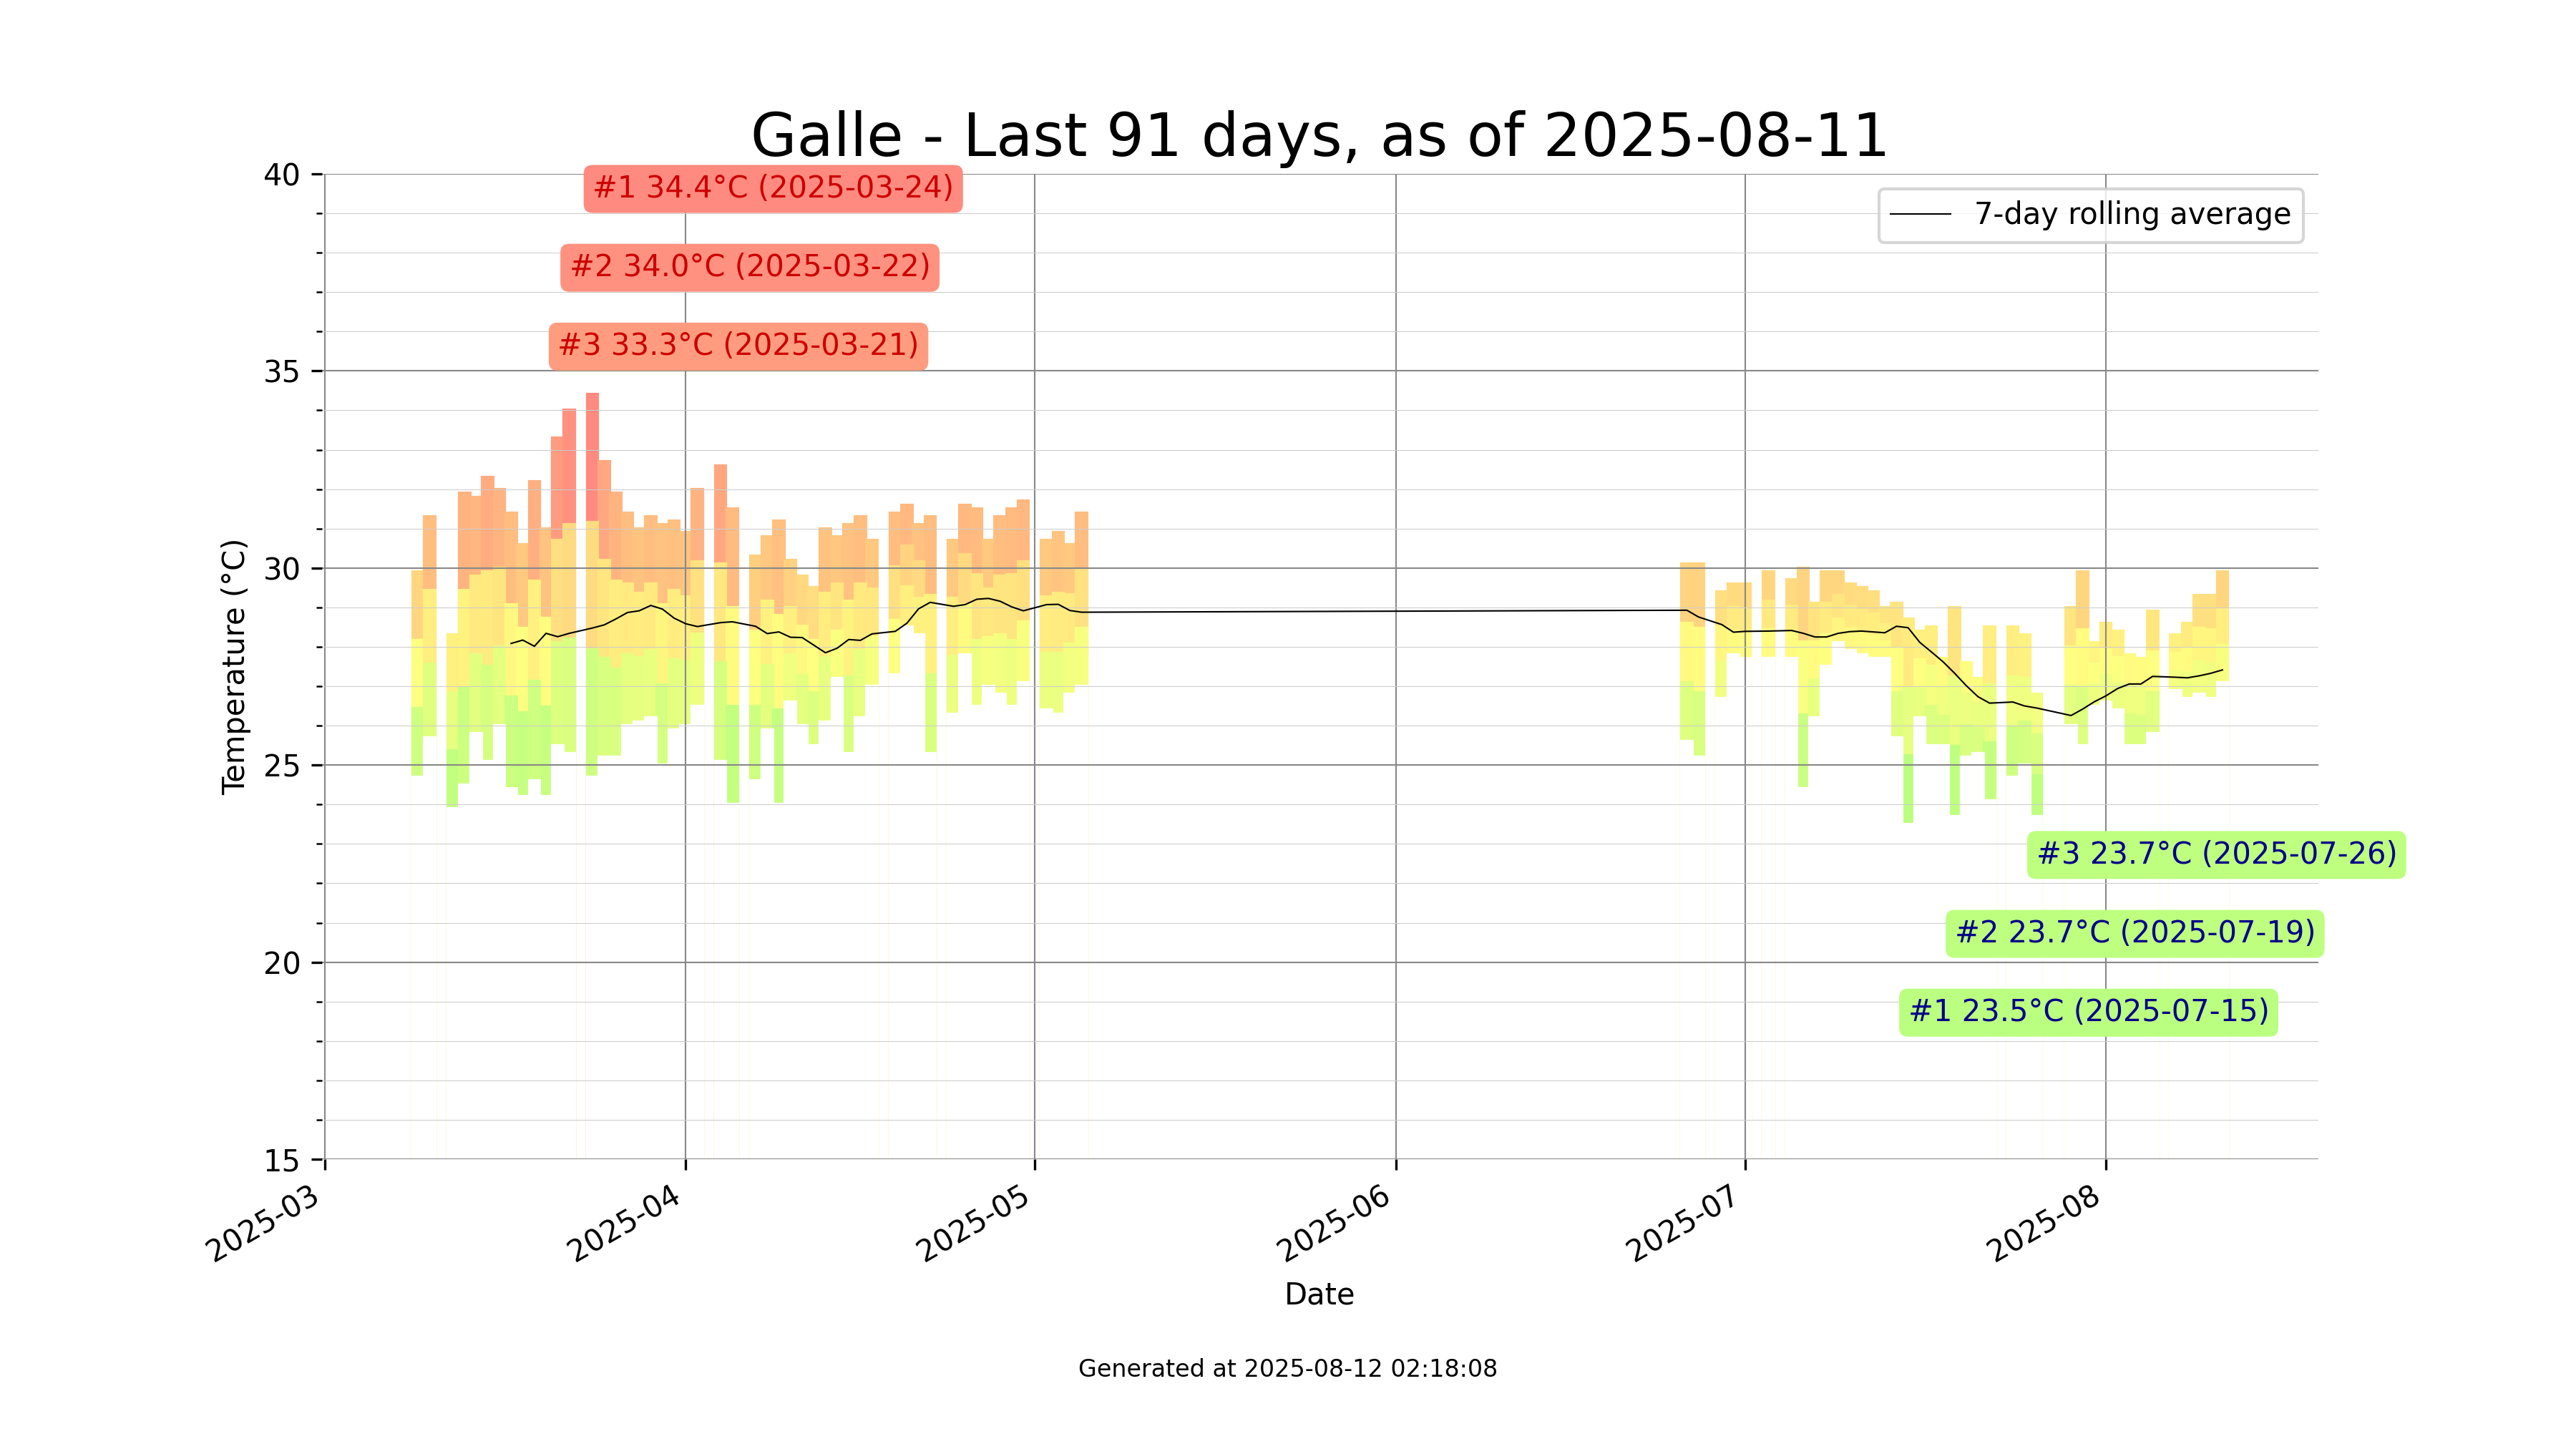 Galle - Last 91 days, as of 2025-08-11
40
#1 34.4°C (2025-03-24)
7-day rolling average
#2 34.0°C (2025-03-22)
#3 33.3°C (2025-03-21)
35
30
Temperature (°C)
25
#3 23.7°C (2025-07-26)
#2 23.7°C (2025-07-19)
20
#1 23.5°C (2025-07-15)
15
2025-03
2025-04
2025-05
2025-06
2025-07
2025-08
Date
Generated at 2025-08-12 02:18:08